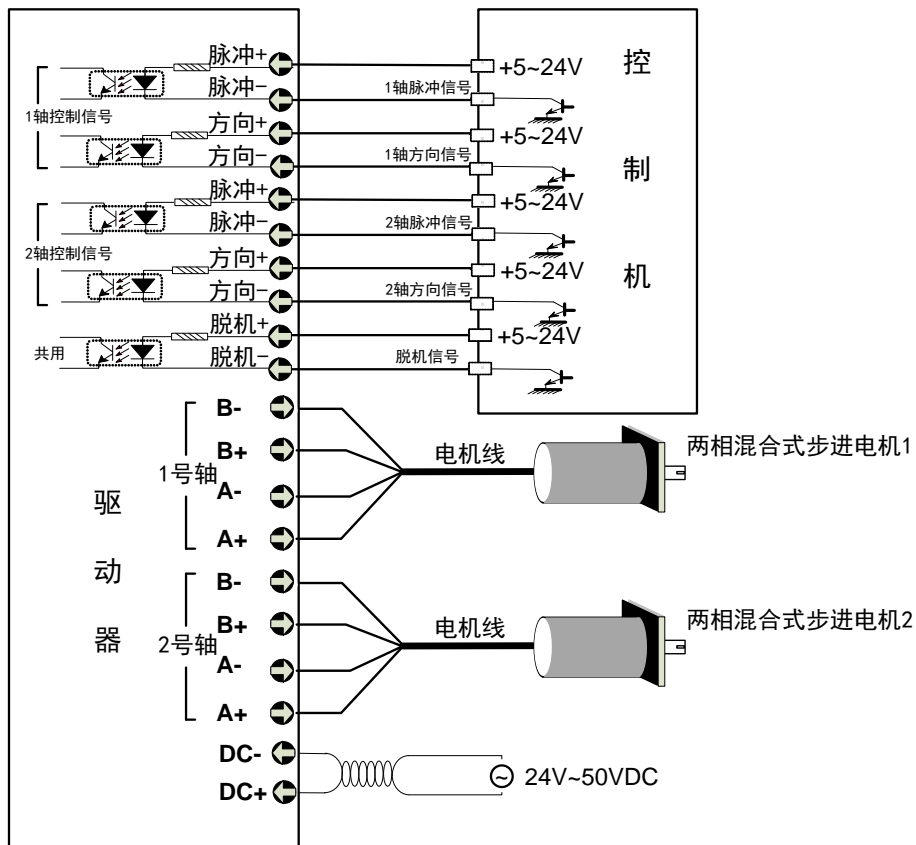 脉冲+
+5~24V
控
脉冲-
1轴脉冲信号
1轴控制信号
方向+
+5~24V
方向-
1轴方向信号
制
脉冲+
+5~24V
脉冲-
2轴脉冲信号
2轴控制信号
方向+
+5~24V
机
方向-
2轴方向信号
脱机+
+5~24V
共用
脱机-
脱机信号
B-
B+
1号轴
A-
A+
电机线
两相混合式步进电机1
驱
动
器
B-
B+
2号轴
A-
A+
电机线
两相混合式步进电机2
DC-
DC+
~
24V~50VDC